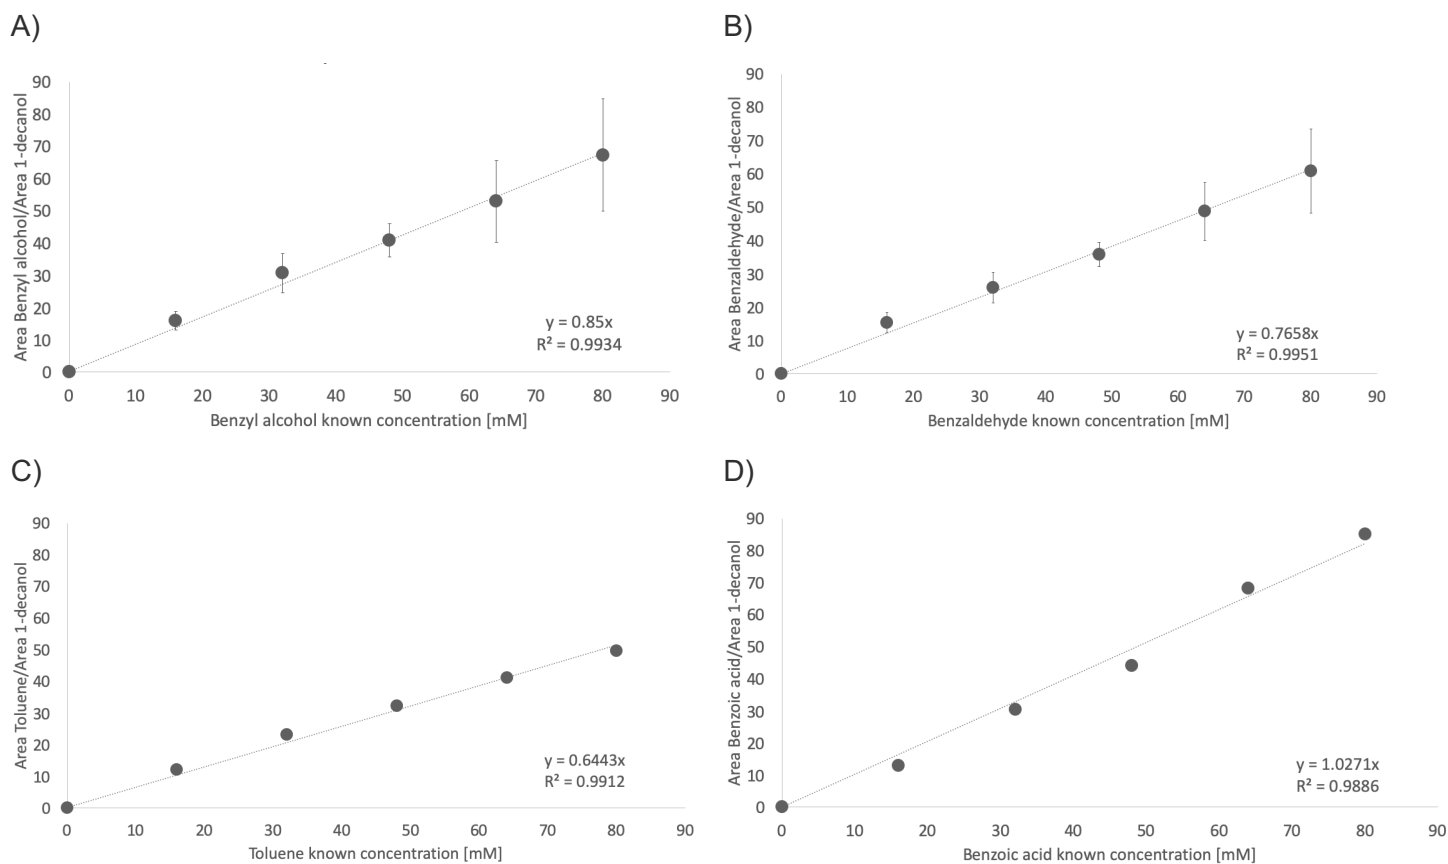 A)
Area Benzyl alcohol/Area 1-decanol
90
80
70
60
50
40
30
20
10
0
y = 0.85x
R² = 0.9934
0 10 20 30 40 50 60 70 80 90
Benzyl alcohol known concentration [mM]
B)
Area Benzaldehyde/Area 1-decanol
90
80
70
60
50
40
30
20
10
0
y = 0.7658x
R² = 0.9951
0 10 20 30 40 50 60 70 80 90
Benzaldehyde known concentration [mM]
C)
Area Toluene/Area 1-decanol
90
80
70
60
50
40
30
20
10
0
y = 0.6443x
R² = 0.9912
0 10 20 30 40 50 60 70 80 90
Toluene known concentration [mM]
D)
Area Benzoic acid/Area 1-decanol
90
80
70
60
50
40
30
20
10
0
y = 1.0271x
R² = 0.9886
0 10 20 30 40 50 60 70 80 90
Benzoic acid known concentration [mM]